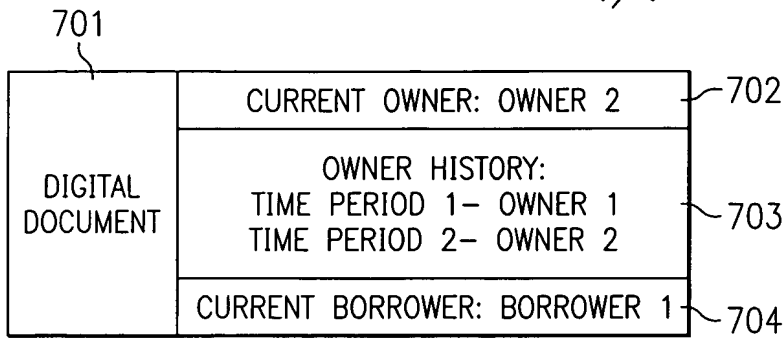 701
DIGITAL
DOCUMENT
CURRENT OWNER: OWNER 2
702
OWNER HISTORY:
TIME PERIOD 1– OWNER 1
TIME PERIOD 2– OWNER 2
703
CURRENT BORROWER: BORROWER 1
704